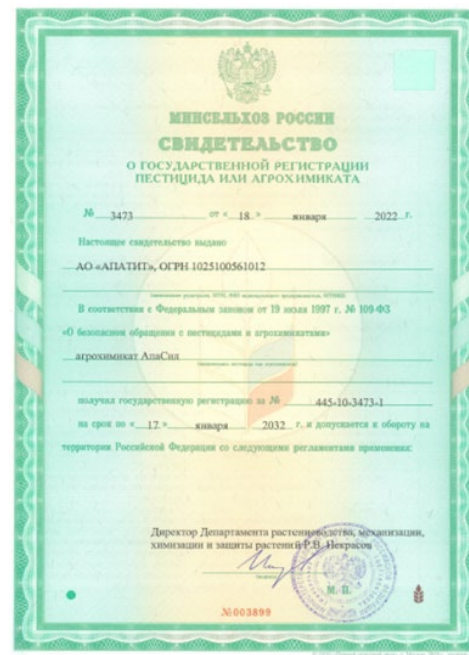 МИНСЕЛЬХОЗ РОССИИ
СВИДЕТЕЛЬСТВО
О ГОСУДАРСТВЕННОЙ РЕГИСТРАЦИИ
ПЕСТИЦИДА ИЛИ АГРОХИМИКАТА
№ 3473 от « 18 » января 2022 г.
Настоящее свидетельство выдано
АО «АПАТИТ», ОГРН 1025100561012
В соответствии с Федеральным законом от 19 июля 1997 г. № 109-ФЗ
«О безопасном обращении с пестицидами и агрохимикатами»
агрохимикат АпаСил
получил государственную регистрацию за № 445-10-3473-1
на срок по « 17 » января 2032 г. и допускается к обороту на
территории Российской Федерации со следующими регламентами применения:
Директор Департамента растениеводства, механизации,
химизации и защиты растений Р.В. Некрасов
М. П.
№003899